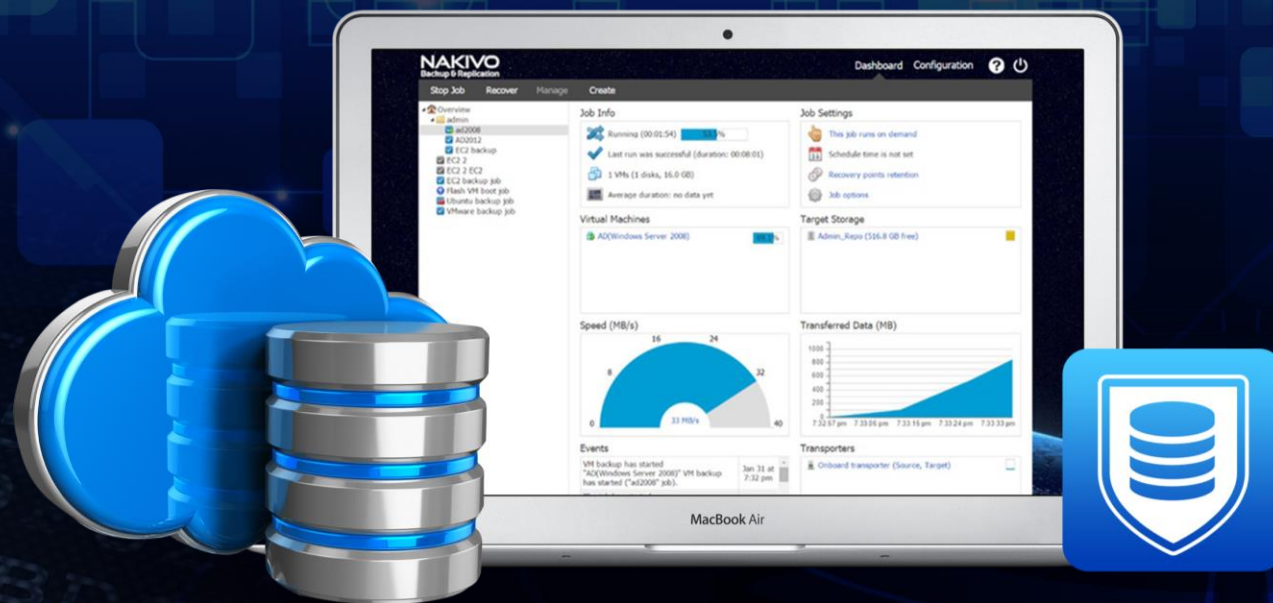 NAKIVO
Backup & Replication
Dashboard Configuration ?
Stop Job Recover Manage Create
Overview
admin
ad2008
AD2012
EC2 backup
EC2 2
EC2 2 EC2
EC2 backup job
Flash VM boot job
Ubuntu backup job
VMware backup job
Job Info
Running (00:01:54) 53.5%
Last run was successful (duration: 00:08:01)
1 VMs (1 disks, 16.0 GB)
Average duration: no data yet
Job Settings
This job runs on demand
Schedule time is not set
Recovery points retention
Job options
Virtual Machines
AD(Windows Server 2008)
Target Storage
Admin_Repo (516.8 GB free)
Speed (MB/s)
0 8 16 24 32 40
33 MB/s
Transferred Data (MB)
1000
800
600
400
200
0
7:32:57 pm 7:33:06 pm 7:33:15 pm 7:33:24 pm 7:33:33 pm
Events
VM backup has started
"AD(Windows Server 2008)" VM backup
has started ("ad2008" job).
Jan 31 at
7:32 pm
Transporters
Onboard transporter (Source, Target)
MacBook Air